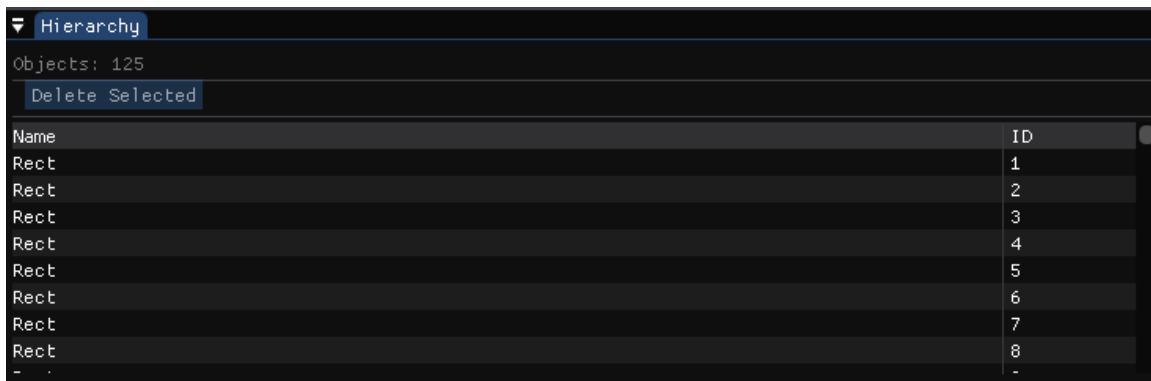 Hierarchy
Objects: 125
Delete Selected
Name ID
Rect 1
Rect 2
Rect 3
Rect 4
Rect 5
Rect 6
Rect 7
Rect 8